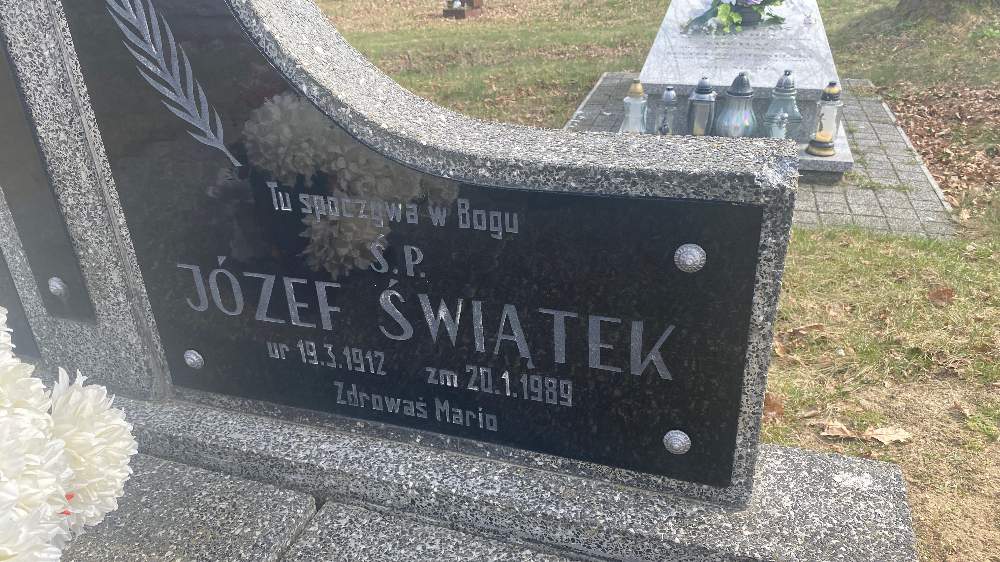 Tu spoczywa w Bogu
Ś.P.
JÓZEF ŚWIĄTEK
ur 19.3.1912 zm 20.1.1989
Zdrowaś Mario